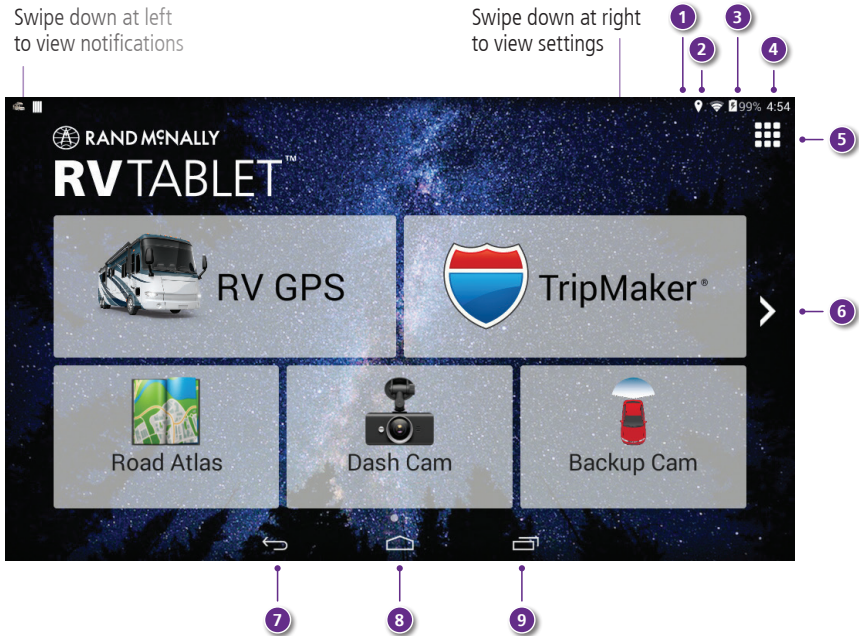 Swipe down at left
to view notifications
Swipe down at right
to view settings
1
2
3
4
99% 4:54
RAND McNALLY
RVTABLET™
5
RV GPS
TripMaker®
6
Road Atlas
Dash Cam
Backup Cam
7
8
9